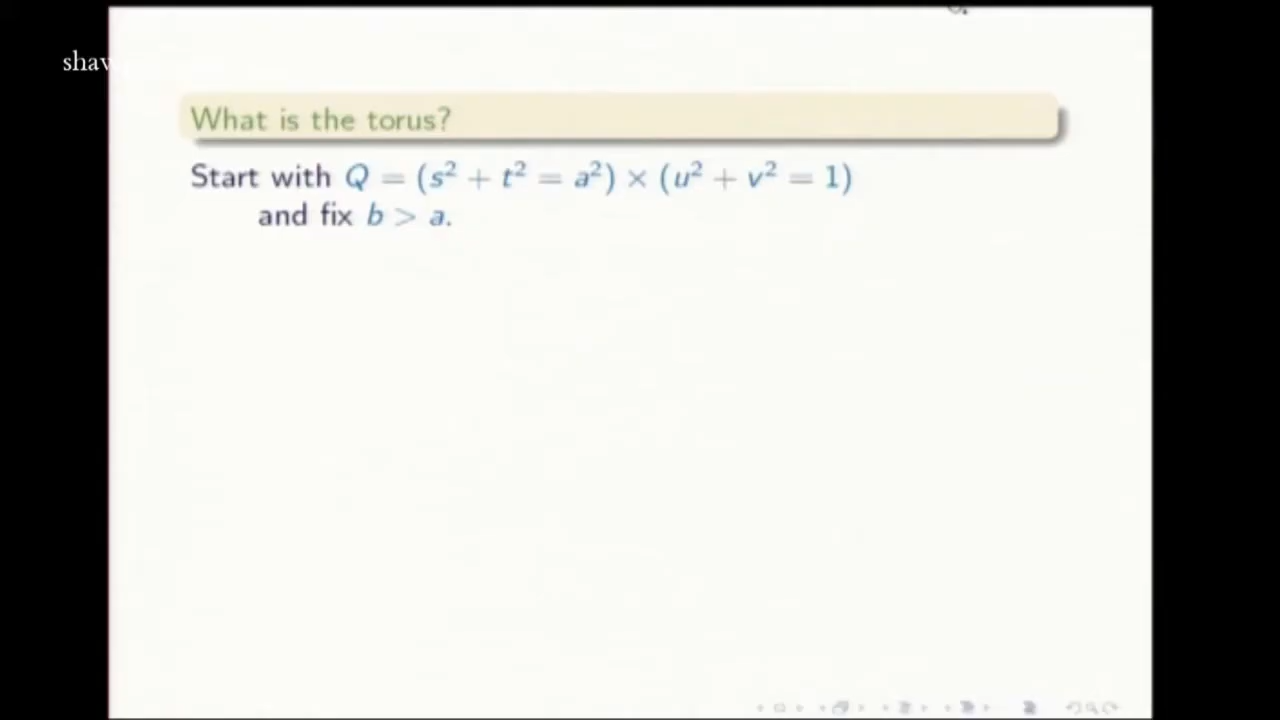 What is the torus?
Start with Q = (s² + t² = a²) × (u² + v² = 1)
and fix b > a.